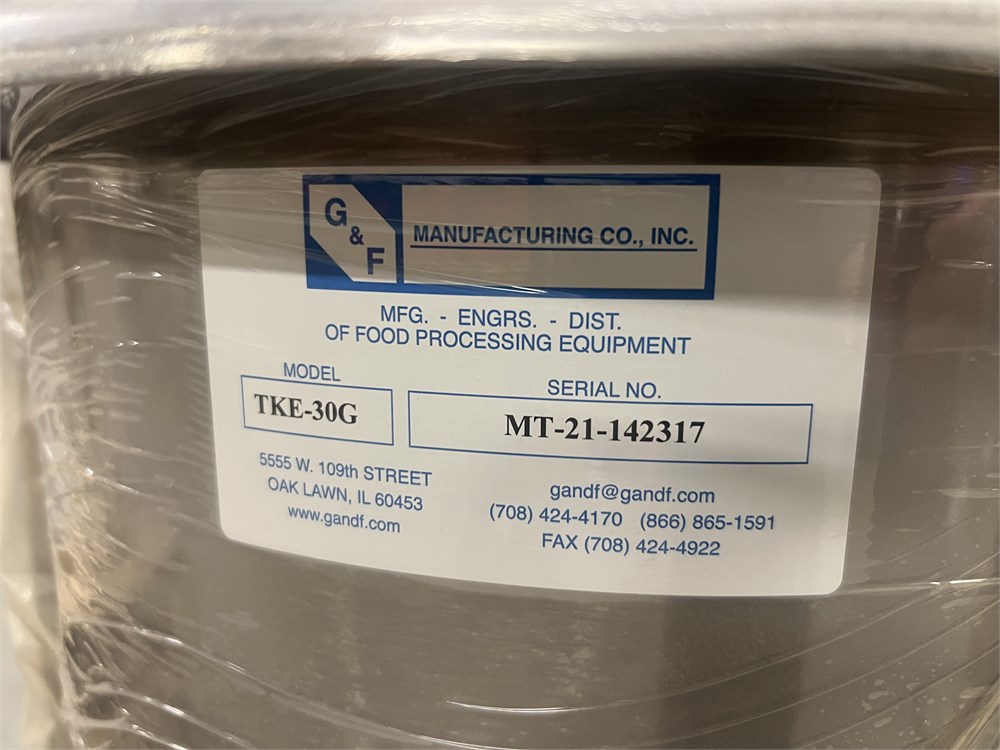 G
&
F
MANUFACTURING CO., INC.
MFG. - ENGRS. - DIST.
OF FOOD PROCESSING EQUIPMENT
MODEL
TKE-30G
SERIAL NO.
MT-21-142317
5555 W. 109th STREET
OAK LAWN, IL 60453
www.gandf.com
gandf@gandf.com
(708) 424-4170 (866) 865-1591
FAX (708) 424-4922